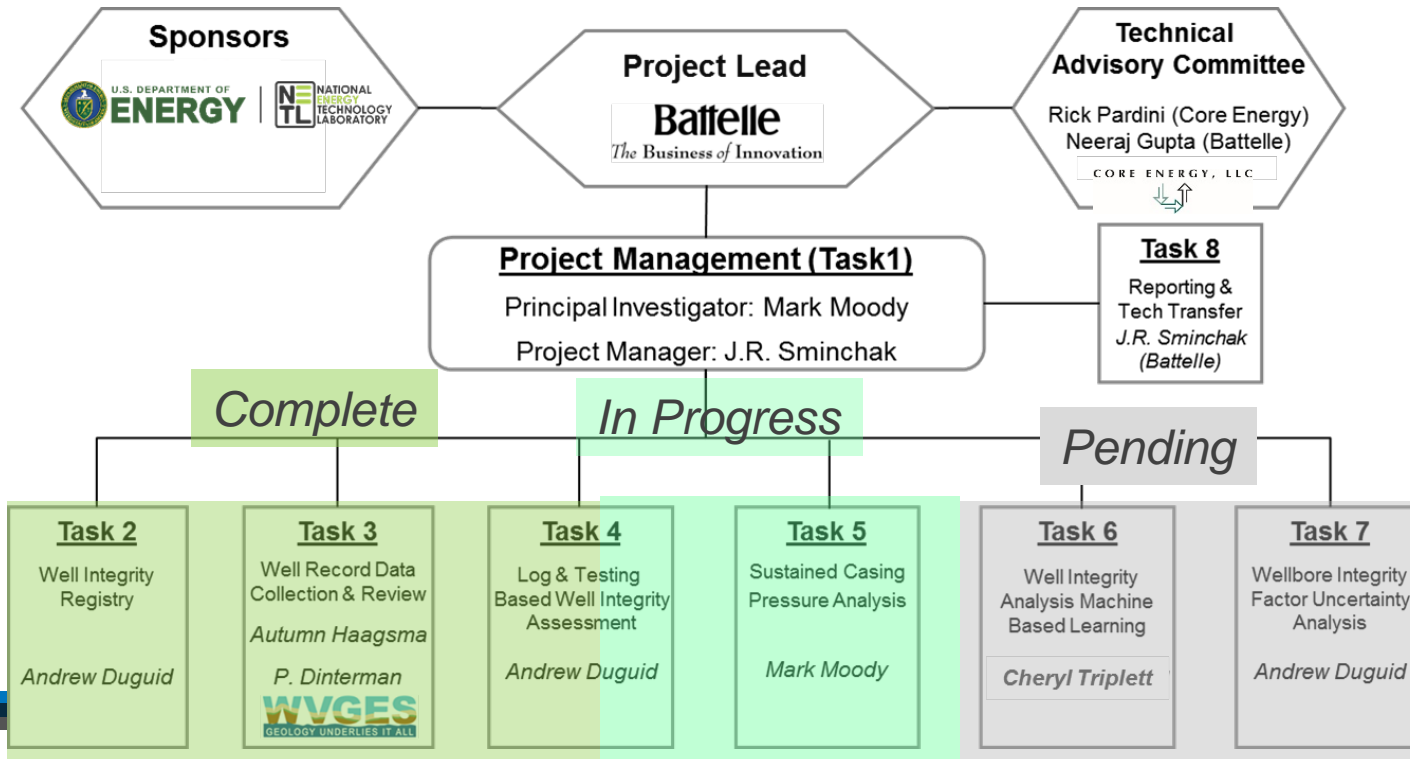 Sponsors
U.S. DEPARTMENT OF
ENERGY
NE
TL
NATIONAL
ENERGY
TECHNOLOGY
LABORATORY
Project Lead
Battelle
The Business of Innovation
Technical
Advisory Committee
Rick Pardini (Core Energy)
Neeraj Gupta (Battelle)
CORE ENERGY, LLC
Project Management (Task1)
Principal Investigator: Mark Moody
Project Manager: J.R. Sminchak
Task 8
Reporting &
Tech Transfer
J.R. Sminchak
(Battelle)
Complete
In Progress
Pending
Task 2
Well Integrity
Registry
Andrew Duguid
Task 3
Well Record Data
Collection & Review
Autumn Haagsma
P. Dinterman
WVGES
GEOLOGY UNDERLIES IT ALL
Task 4
Log & Testing
Based Well Integrity
Assessment
Andrew Duguid
Task 5
Sustained Casing
Pressure Analysis
Mark Moody
Task 6
Well Integrity
Analysis Machine
Based Learning
Cheryl Triplett
Task 7
Wellbore Integrity
Factor Uncertainty
Analysis
Andrew Duguid